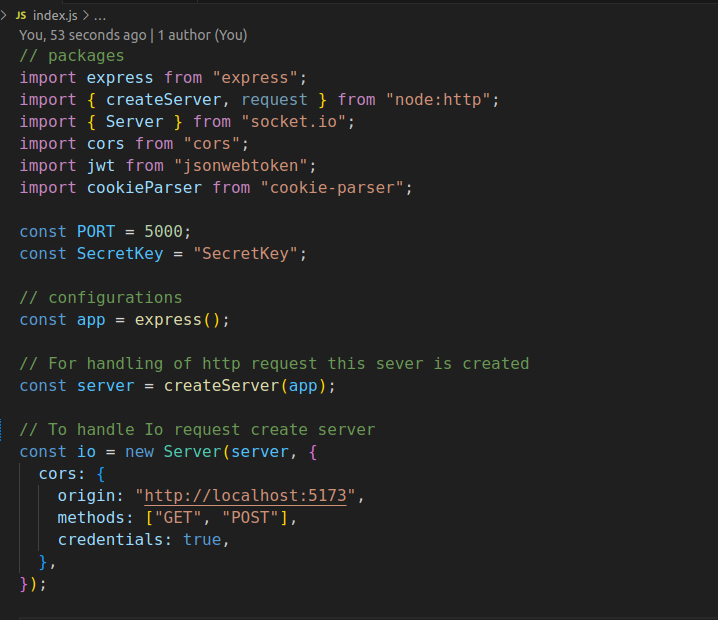 JS index.js > ...
You, 53 seconds ago | 1 author (You)
// packages
import express from "express";
import { createServer, request } from "node:http";
import { Server } from "socket.io";
import cors from "cors";
import jwt from "jsonwebtoken";
import cookieParser from "cookie-parser";
const PORT = 5000;
const SecretKey = "SecretKey";
// configurations
const app = express();
// For handling of http request this sever is created
const server = createServer(app);
// To handle Io request create server
const io = new Server(server, {
  cors: {
    origin: "http://localhost:5173",
    methods: ["GET", "POST"],
    credentials: true,
  },
});